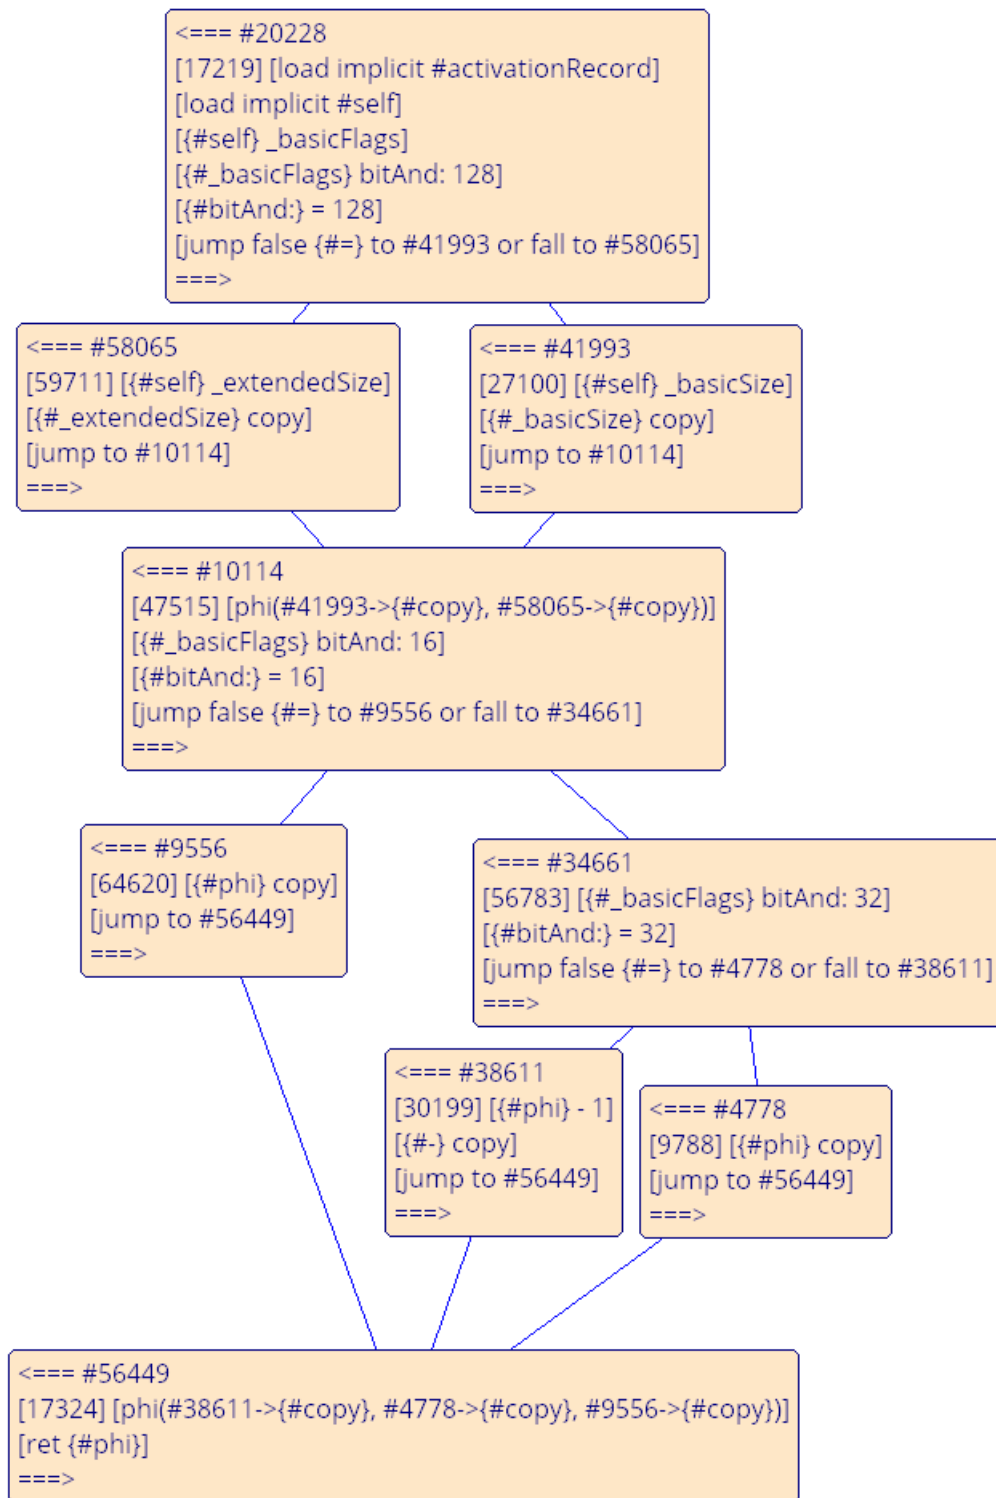 <=== #20228
[17219] [load implicit #activationRecord]
[load implicit #self]
[{#self} _basicFlags]
[{#_basicFlags} bitAnd: 128]
[{#bitAnd:} = 128]
[jump false {#=} to #41993 or fall to #58065]
===>
<=== #58065
[59711] [{#self} _extendedSize]
[{#_extendedSize} copy]
[jump to #10114]
===>
<=== #41993
[27100] [{#self} _basicSize]
[{#_basicSize} copy]
[jump to #10114]
===>
<=== #10114
[47515] [phi(#41993->{#copy}, #58065->{#copy})]
[{#_basicFlags} bitAnd: 16]
[{#bitAnd:} = 16]
[jump false {#=} to #9556 or fall to #34661]
===>
<=== #9556
[64620] [{#phi} copy]
[jump to #56449]
===>
<=== #34661
[56783] [{#_basicFlags} bitAnd: 32]
[{#bitAnd:} = 32]
[jump false {#=} to #4778 or fall to #38611]
===>
<=== #38611
[30199] [{#phi} - 1]
[{#-} copy]
[jump to #56449]
===>
<=== #4778
[9788] [{#phi} copy]
[jump to #56449]
===>
<=== #56449
[17324] [phi(#38611->{#copy}, #4778->{#copy}, #9556->{#copy})]
[ret {#phi}]
===>